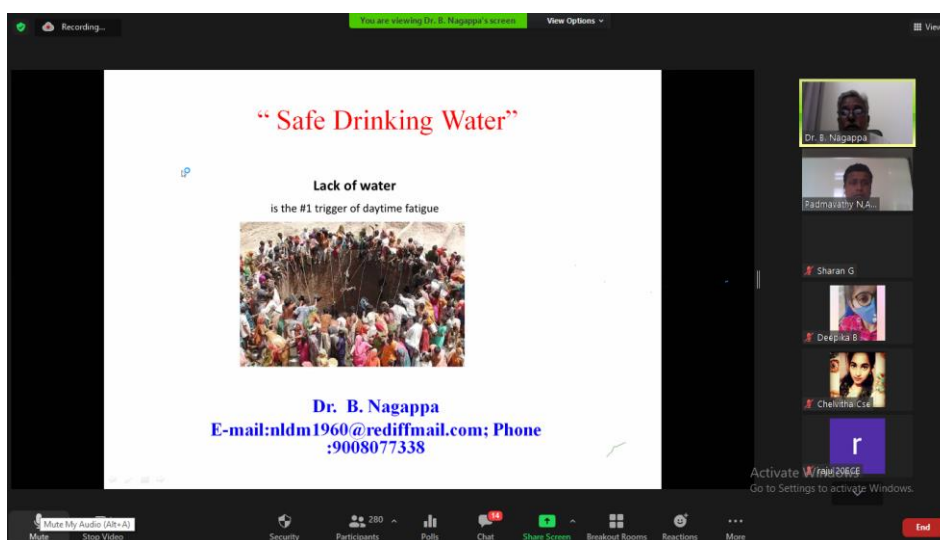 Recording...
You are viewing Dr. B. Nagappa's screen
View Options
View
“ Safe Drinking Water”
Lack of water
is the #1 trigger of daytime fatigue
Dr. B. Nagappa
E-mail:nldm1960@rediffmail.com; Phone
:9008077338
Dr. B. Nagappa
Padmavathy N.A...
Sharan G
Deepika B
Chelvitha Cse
r
raju 20ECE
Activate Windows
Go to Settings to activate Windows.
Mute My Audio (Alt+A)
Mute
Stop Video
Security
280
Participants
Polls
14
Chat
Share Screen
Breakout Rooms
Reactions
More
End